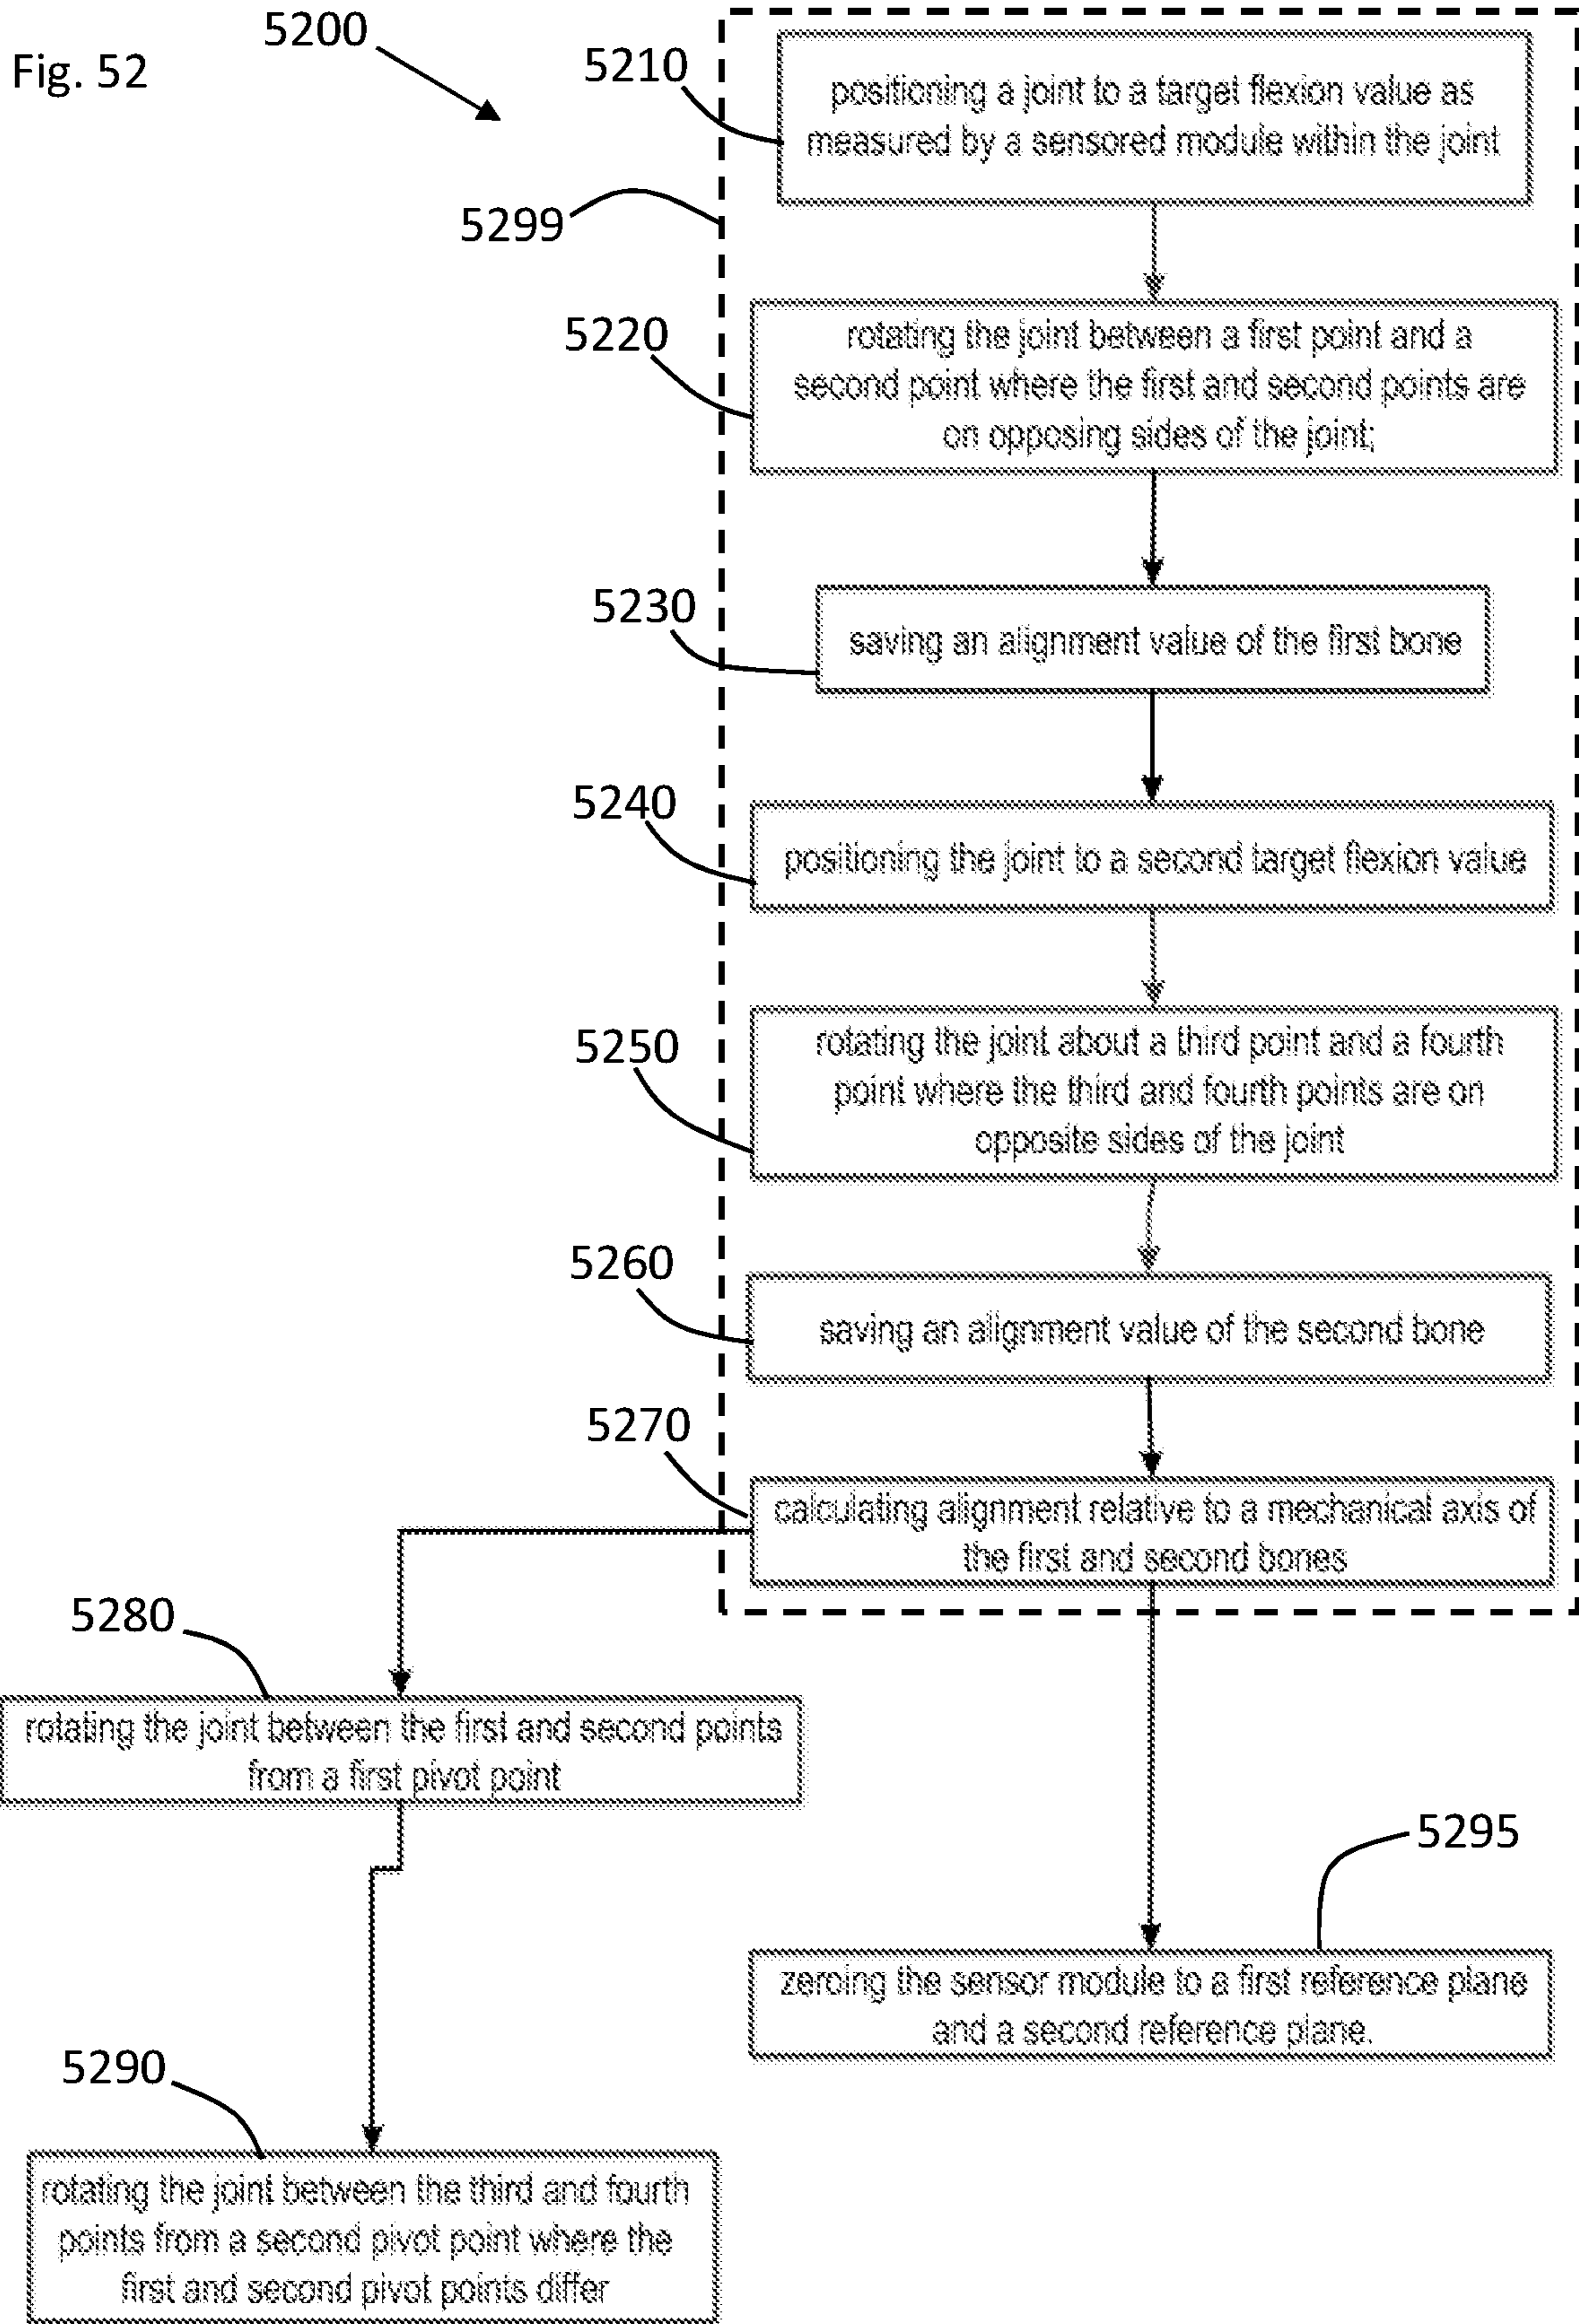 Fig. 52
5200
5210
positioning a joint to a target flexion value as
measured by a sensored module within the joint
5299
5220
rotating the joint between a first point and a
second point where the first and second points are
on opposing sides of the joint;
5230
saving an alignment value of the first bone
5240
positioning the joint to a second target flexion value
5250
rotating the joint about a third point and a fourth
point where the third and fourth points are on
opposite sides of the joint
5260
saving an alignment value of the second bone
5270
calculating alignment relative to a mechanical axis of
the first and second bones
5280
rotating the joint between the first and second points
from a first pivot point
5295
zeroing the sensor module to a first reference plane
and a second reference plane.
5290
rotating the joint between the third and fourth
points from a second pivot point where the
first and second pivot points differ